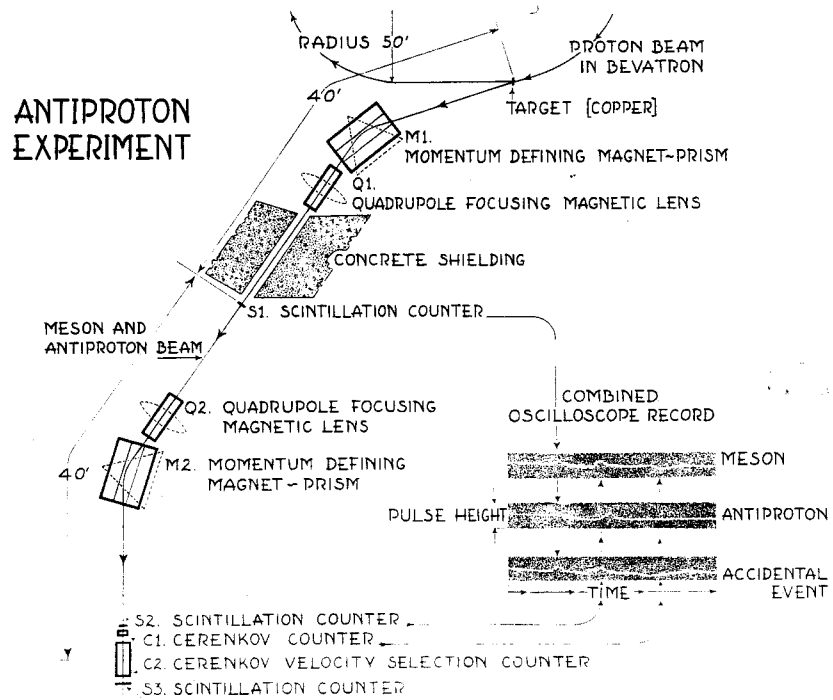 RADIUS 50'
PROTON BEAM
IN BEVATRON
40'
ANTIPROTON
EXPERIMENT
TARGET [COPPER]
M1.
MOMENTUM DEFINING MAGNET~PRISM
Q1.
QUADRUPOLE FOCUSING MAGNETIC LENS
CONCRETE SHIELDING
S1. SCINTILLATION COUNTER
MESON AND
ANTIPROTON BEAM
COMBINED
OSCILLOSCOPE RECORD
Q2. QUADRUPOLE FOCUSING
MAGNETIC LENS
MESON
40'
M2. MOMENTUM DEFINING
MAGNET ~ PRISM
PULSE HEIGHT
ANTIPROTON
ACCIDENTAL
EVENT
TIME
S2. SCINTILLATION COUNTER
C1. CERENKOV COUNTER
C2. CERENKOV VELOCITY SELECTION COUNTER
S3. SCINTILLATION COUNTER